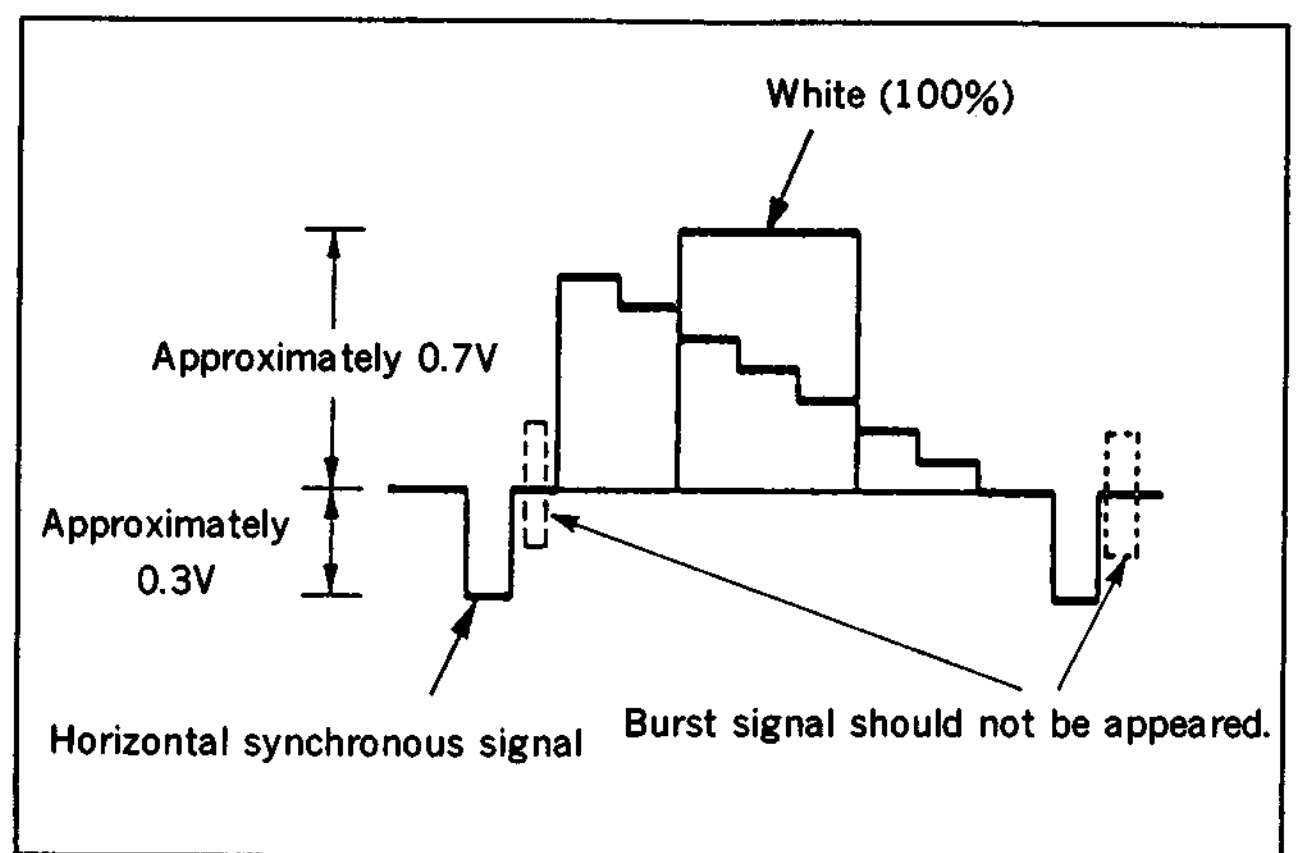 White (100%)
Approximately 0.7V
Approximately
0.3V
Horizontal synchronous signal
Burst signal should not be appeared.